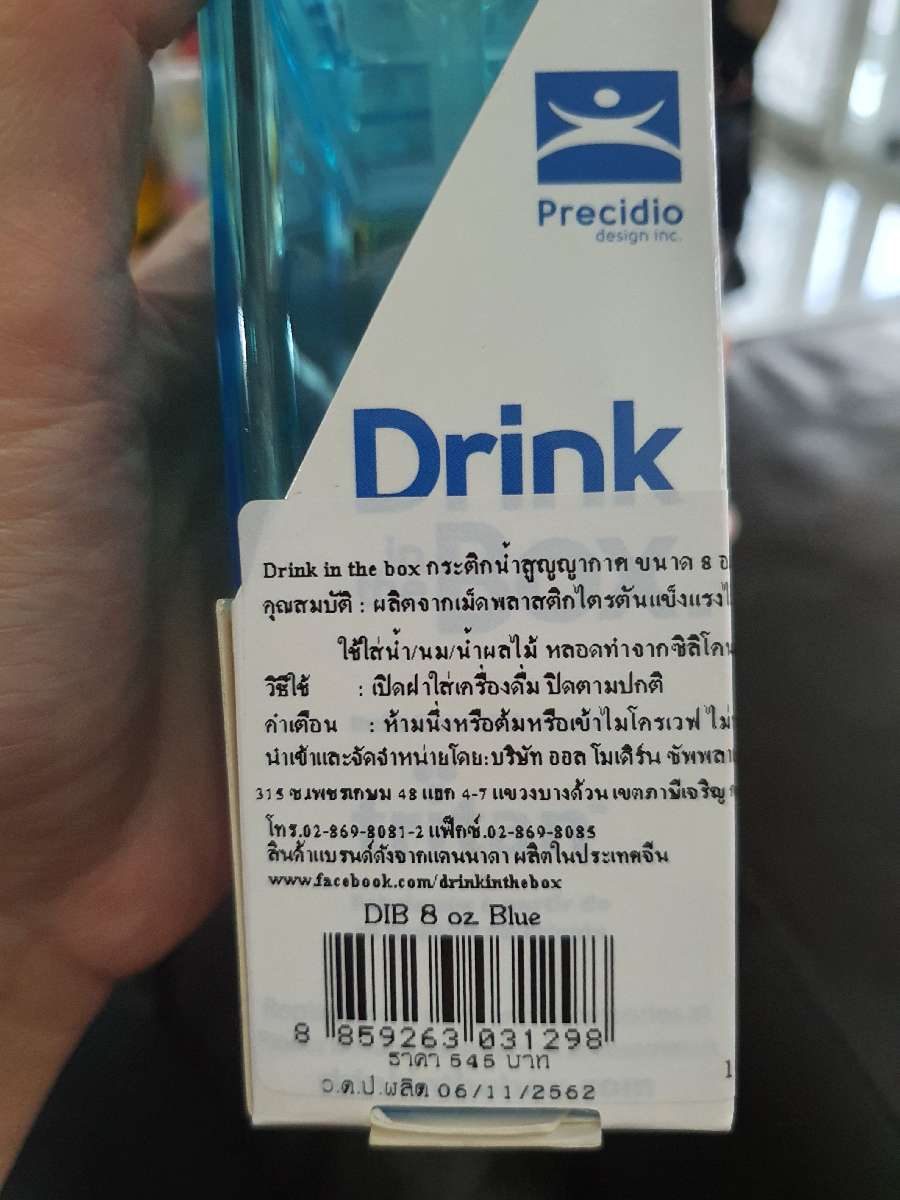 Precidio
design inc.
Drink
in
Box
Drink in the box กระติกน้ำสูญญากาศ ขนาด 8 อ
คุณสมบัติ : ผลิตจากเม็ดพลาสติกไตรตันแข็งแรงไ
ใช้ใส่น้ำ/นม/น้ำผลไม้ หลอดทำจากซิลิโคน
วิธีใช้ : เปิดฝาใส่เครื่องดื่ม ปิดตามปกติ
คำเตือน : ห้ามนึ่งหรือต้มหรือเข้าไมโครเวฟ ไม่
นำเข้าและจัดจำหน่ายโดย:บริษัท ออล โมเดิร์น ซัพพลา
315 ซ.เพชรเกษม 48 แยก 4-7 แขวงบางด้วน เขตภาษีเจริญ
โทร.02-869-8081-2 แฟ็กซ์.02-869-8085
สินค้าแบรนด์ดังจากแคนนาดา ผลิตในประเทศจีน
www.facebook.com/drinkinthebox
DIB 8 oz Blue
8 859263 031298
ราคา 545 บาท
ว.ด.ป.ผลิต 06/11/2562
1